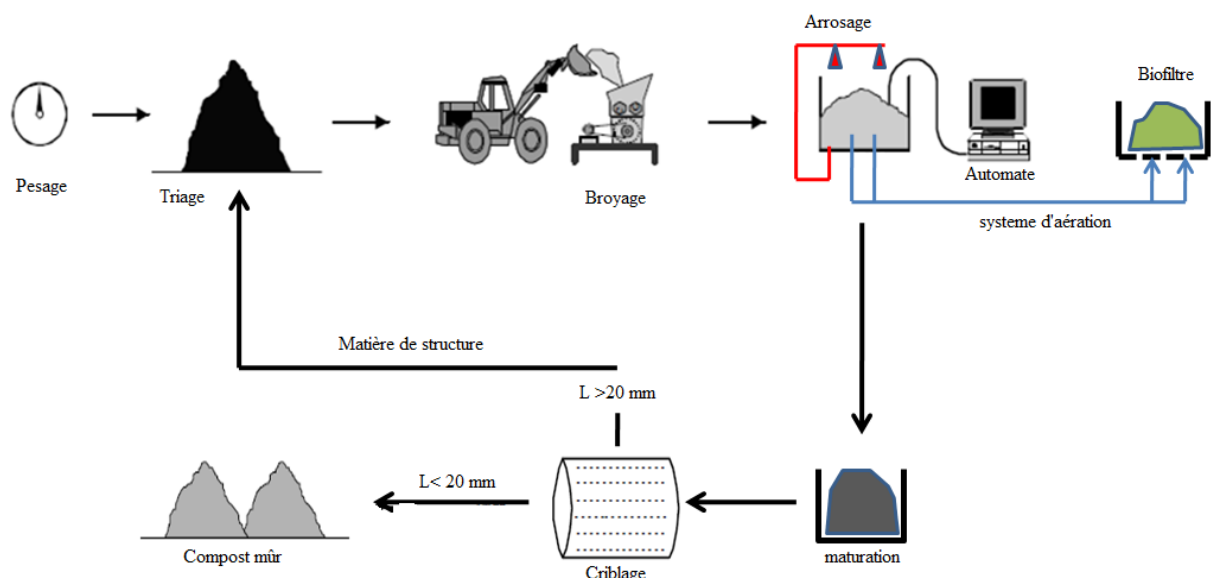 Arrosage
Biofiltre
Pesage
Triage
Broyage
Automate
systeme d'aération
Matière de structure
L >20 mm
L< 20 mm
Compost mûr
Criblage
maturation